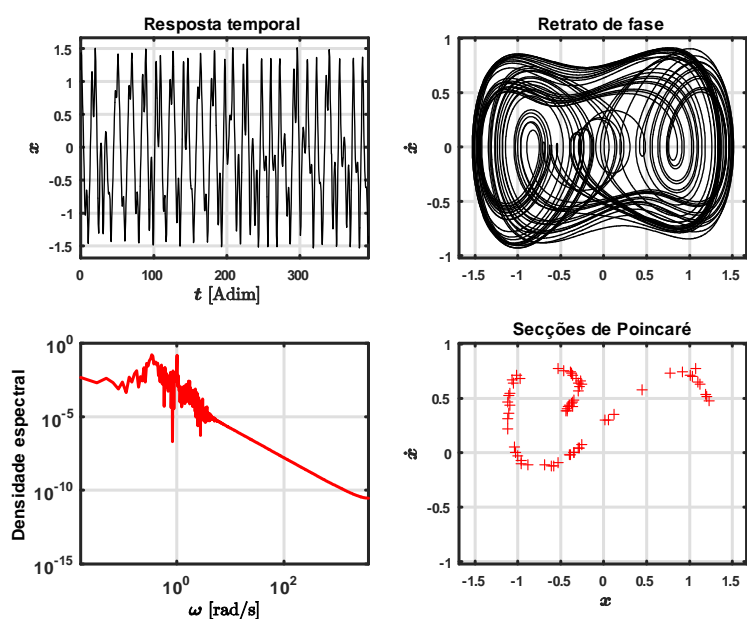 Resposta temporal
1.5
1
0.5
0
-0.5
-1
-1.5
x
0 100 200 300
t [Adim]
Retrato de fase
1
0.5
0
-0.5
-1
ẋ
-1.5 -1 -0.5 0 0.5 1 1.5
10^0
10^-5
10^-10
10^-15
Densidade espectral
10^0 10^2
ω [rad/s]
Secções de Poincaré
1
0.5
0
-0.5
-1
ẋ
-1.5 -1 -0.5 0 0.5 1 1.5
x